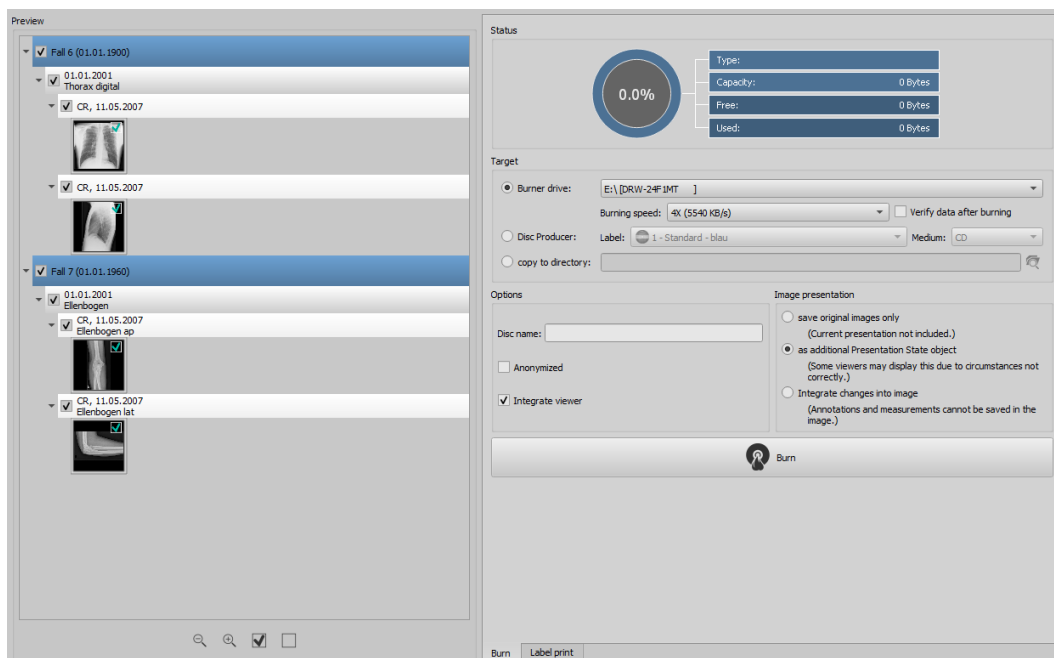 Preview
Fall 6 (01.01.1900)
01.01.2001
Thorax digital
CR, 11.05.2007
CR, 11.05.2007
Fall 7 (01.01.1960)
01.01.2001
Ellenbogen
CR, 11.05.2007
Ellenbogen ap
CR, 11.05.2007
Ellenbogen lat
Status
0.0%
Type:
Capacity: 0 Bytes
Free: 0 Bytes
Used: 0 Bytes
Target
Burner drive: E:\ [DRW-24F1MT ]
Burning speed: 4X (5540 KB/s) Verify data after burning
Disc Producer: Label: 1 - Standard - blau Medium: CD
copy to directory:
Options
Disc name:
Anonymized
Integrate viewer
Image presentation
save original images only
(Current presentation not included.)
as additional Presentation State object
(Some viewers may display this due to circumstances not
correctly.)
Integrate changes into image
(Annotations and measurements cannot be saved in the
image.)
Burn
Burn Label print